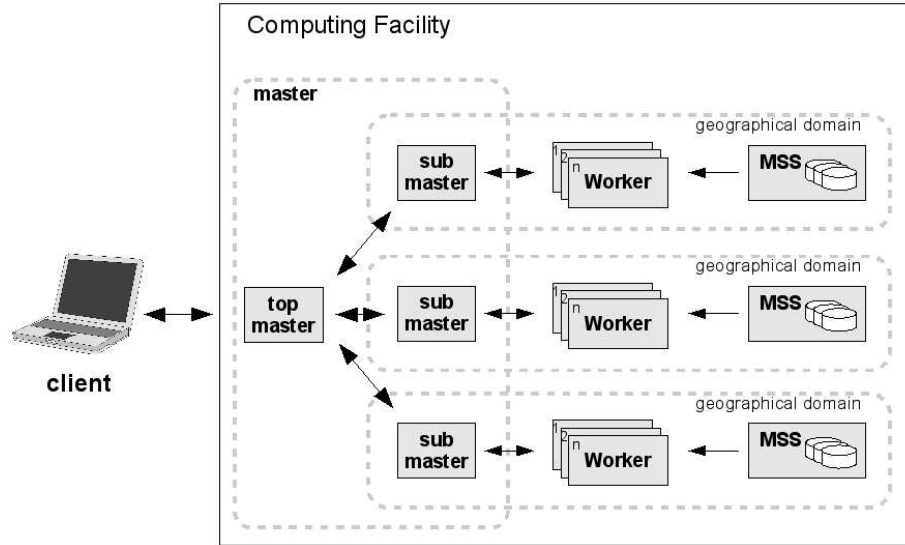 Computing Facility
master
geographical domain
sub
master
1
2
n
Worker
MSS
geographical domain
top
master
sub
master
1
2
n
Worker
MSS
client
geographical domain
sub
master
1
2
n
Worker
MSS